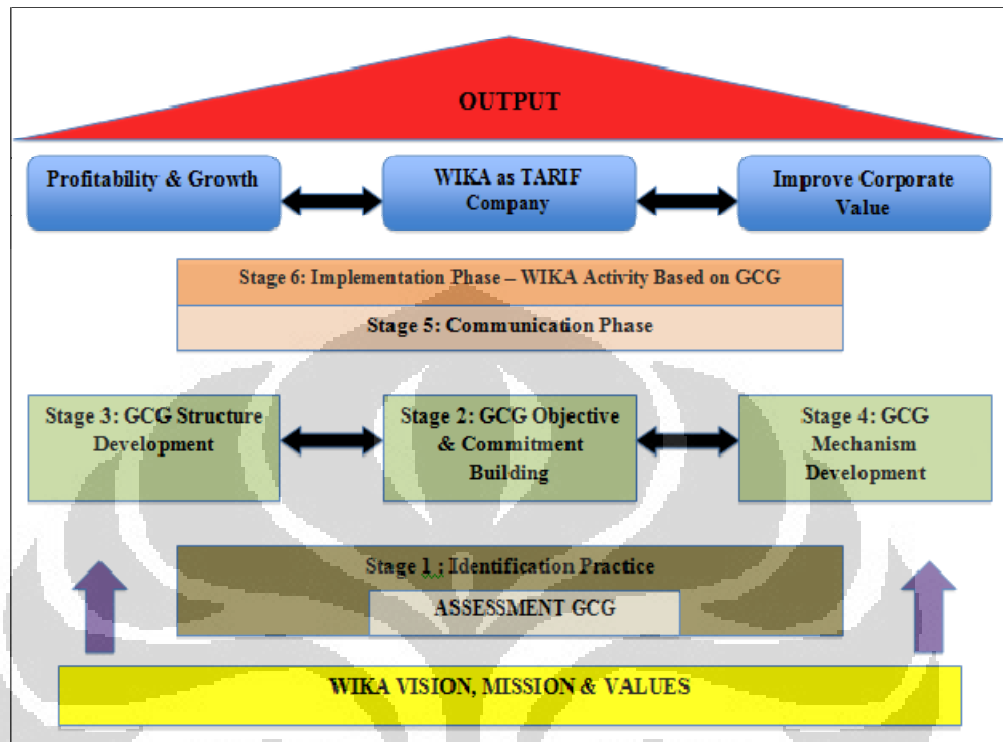 OUTPUT
Profitability & Growth
WIKA as TARIF
Company
Improve Corporate
Value
Stage 6: Implementation Phase – WIKA Activity Based on GCG
Stage 5: Communication Phase
Stage 3: GCG Structure
Development
Stage 2: GCG Objective
& Commitment
Building
Stage 4: GCG
Mechanism
Development
Stage 1 ; Identification Practice
ASSESSMENT GCG
WIKA VISION, MISSION & VALUES